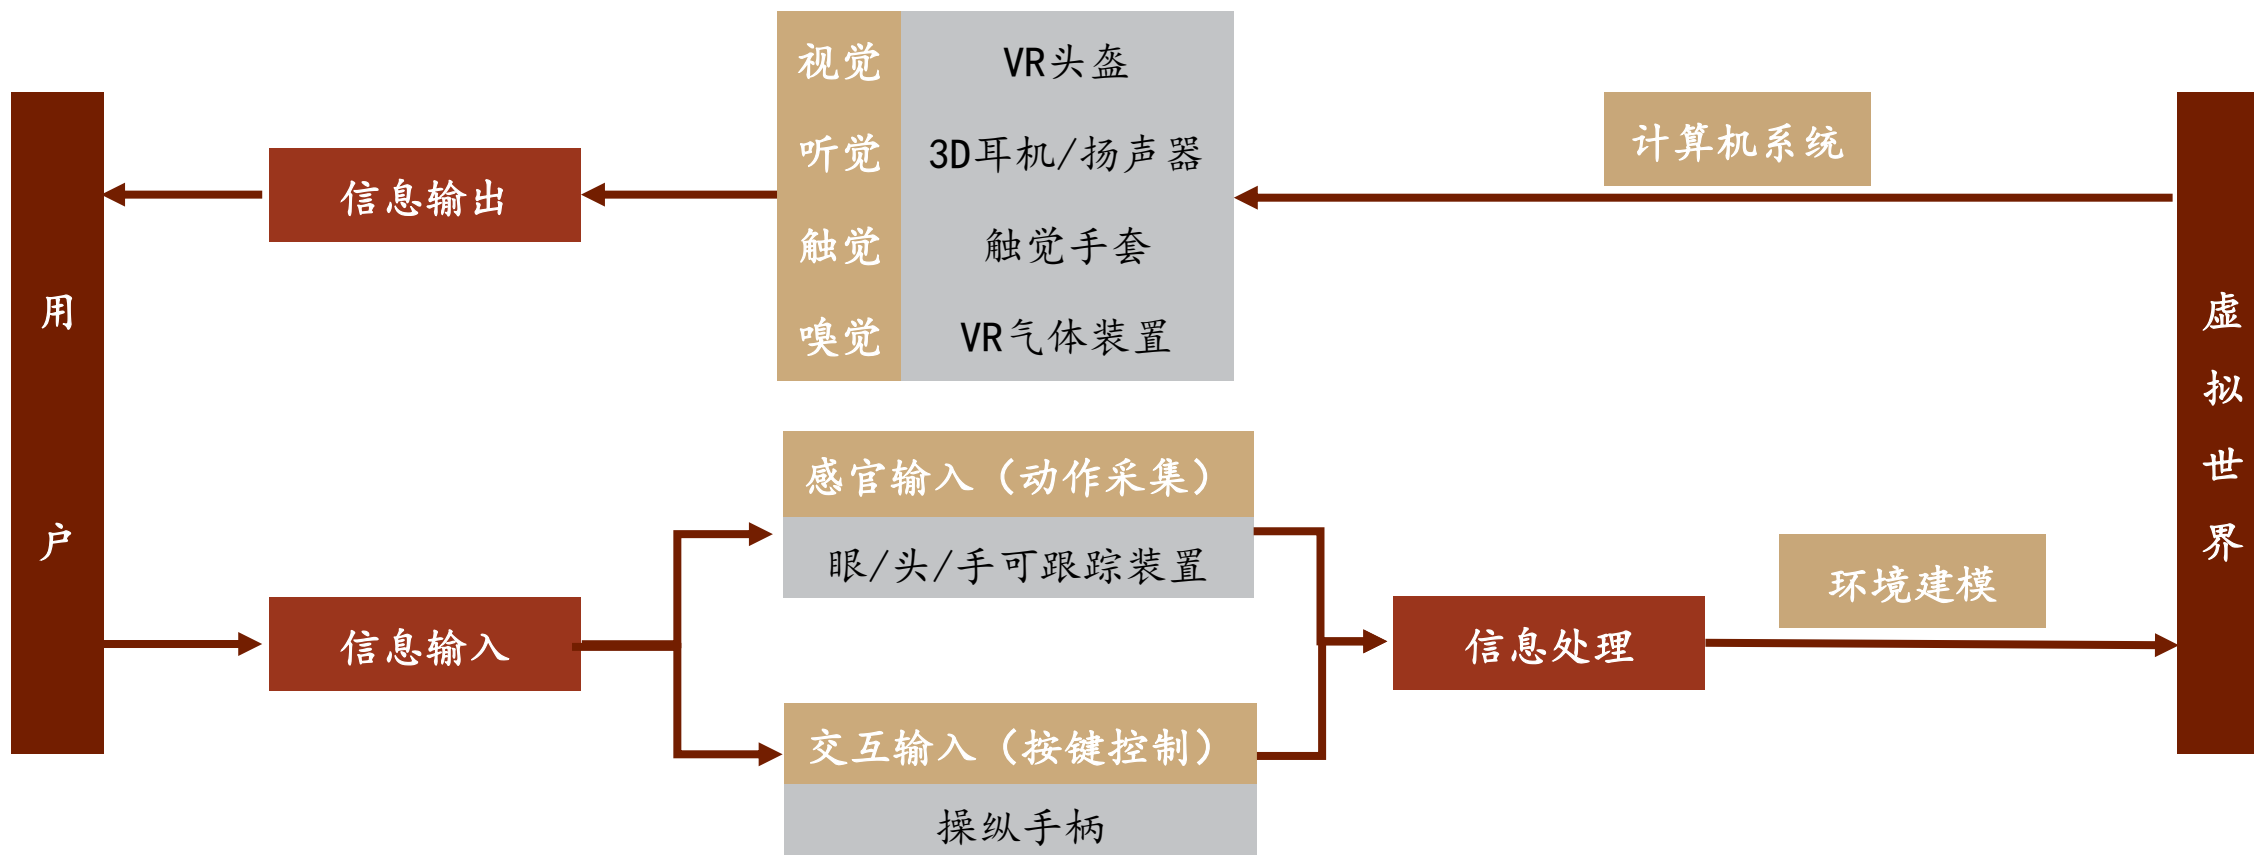 视觉 VR头盔
听觉 3D耳机/扬声器
触觉 触觉手套
嗅觉 VR气体装置
计算机系统
信息输出
用户
虚拟世界
感官输入（动作采集）
眼/头/手可跟踪装置
信息输入
信息处理
环境建模
交互输入（按键控制）
操纵手柄